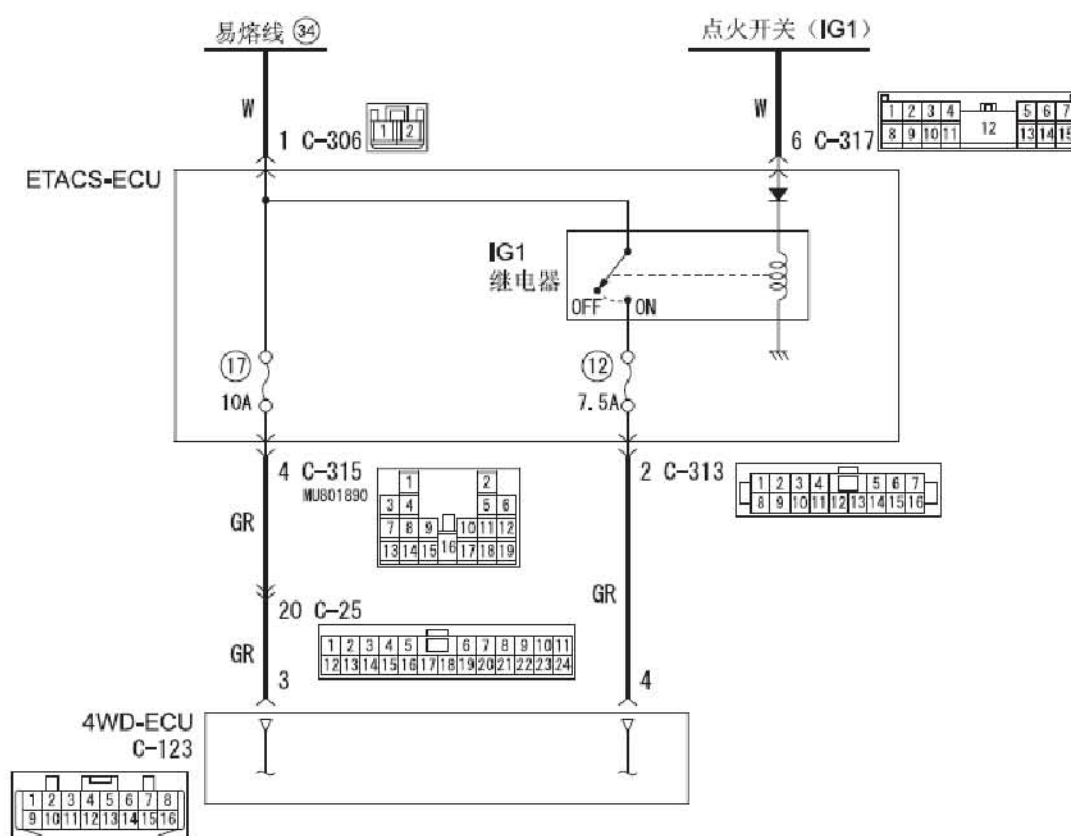 易熔线 ㉞
点火开关（IG1）
W
1 C-306
1 2
W
6 C-317
1 2 3 4 5 6 7
8 9 10 11 12 13 14 15
ETACS-ECU
IG1
继电器
OFF ON
⑰
10A
⑫
7.5A
4 C-315
MU801890
1 2
3 4 5 6
7 8 9 10 11 12
13 14 15 16 17 18 19
GR
2 C-313
1 2 3 4 5 6 7
8 9 10 11 12 13 14 15 16
GR
20 C-25
1 2 3 4 5 6 7 8 9 10 11
12 13 14 15 16 17 18 19 20 21 22 23 24
GR
3
4
4WD-ECU
C-123
1 2 3 4 5 6 7 8
9 10 11 12 13 14 15 16